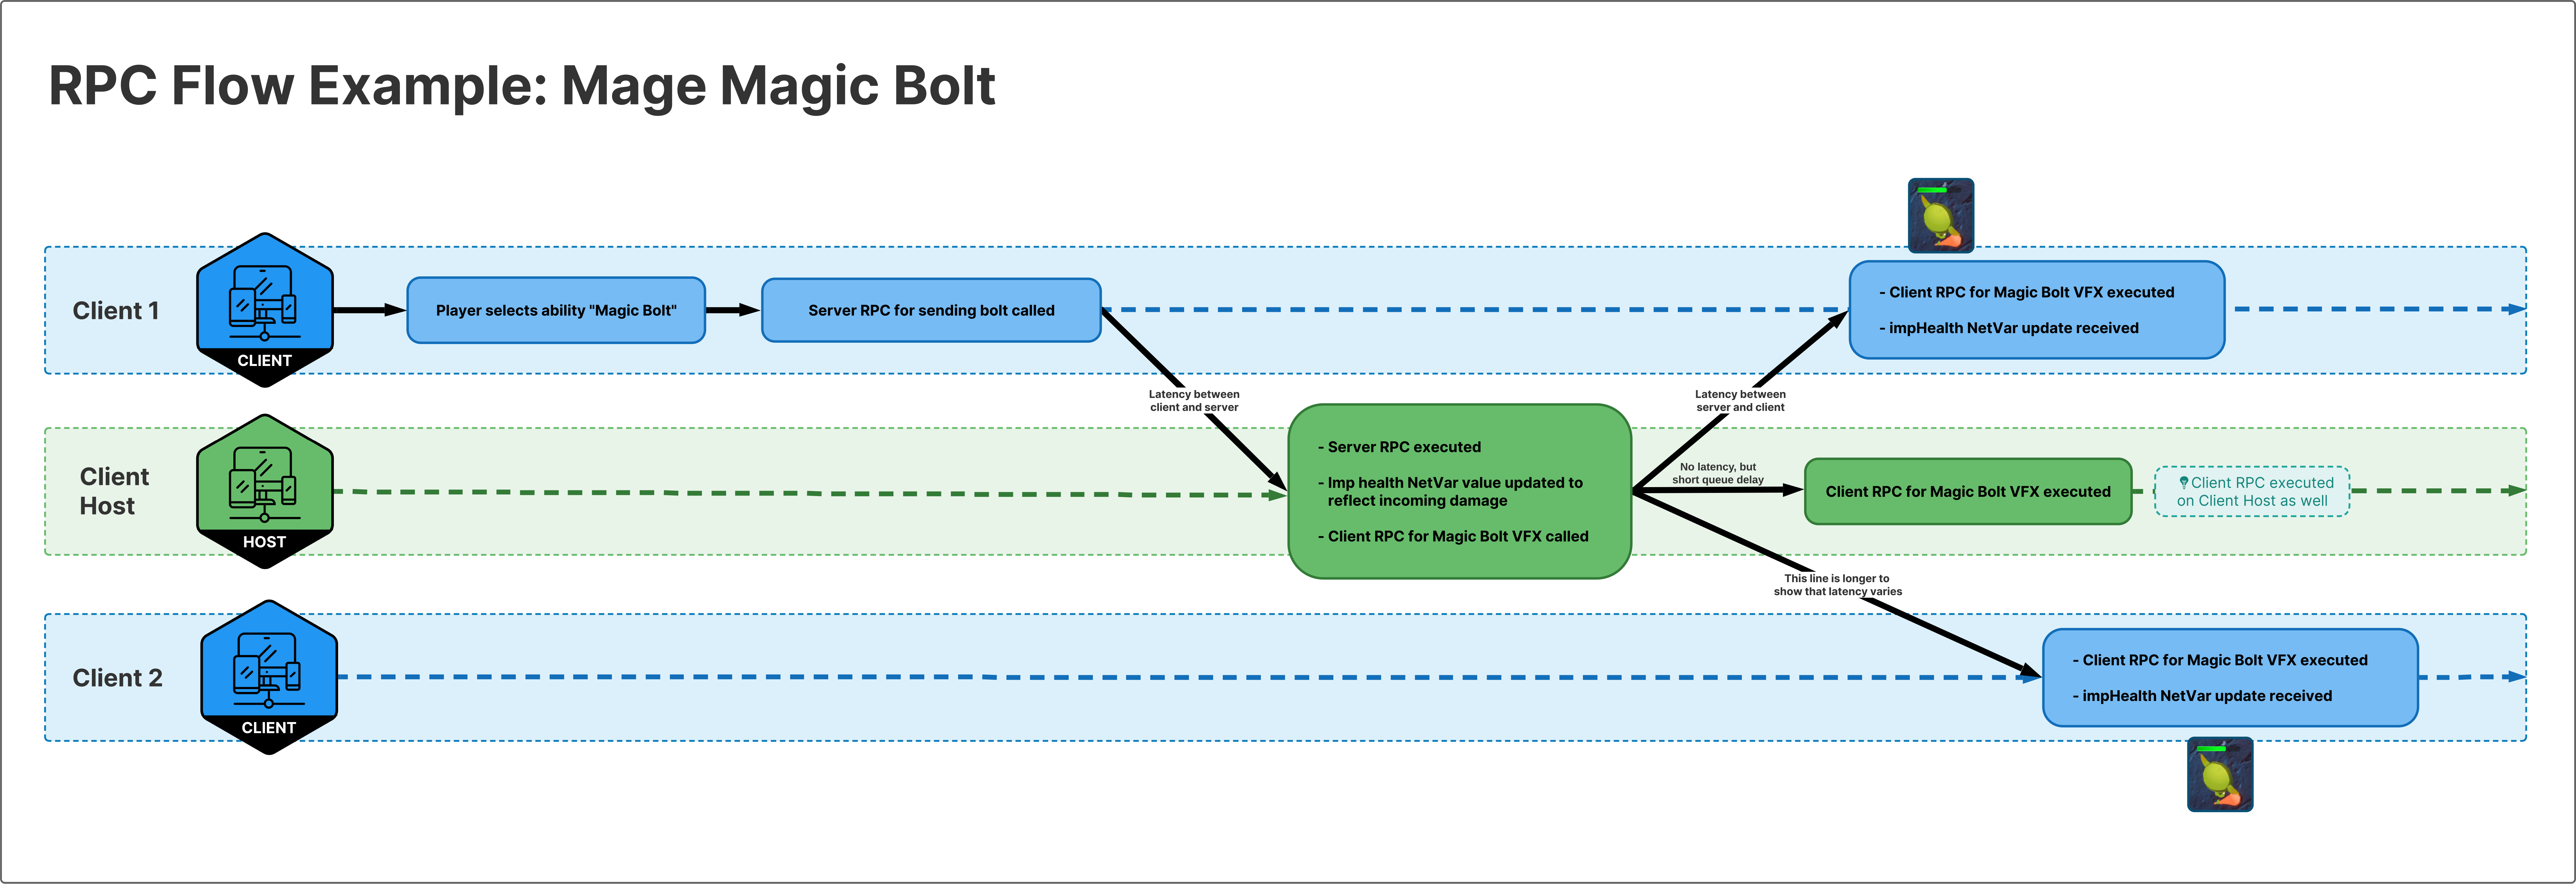 RPC Flow Example: Mage Magic Bolt
Client 1
CLIENT
Player selects ability "Magic Bolt"
Server RPC for sending bolt called
- Client RPC for Magic Bolt VFX executed
- impHealth NetVar update received
Latency between
client and server
Latency between
server and client
Client
Host
HOST
- Server RPC executed
- Imp health NetVar value updated to
reflect incoming damage
- Client RPC for Magic Bolt VFX called
No latency, but
short queue delay
Client RPC for Magic Bolt VFX executed
Client RPC executed
on Client Host as well
This line is longer to
show that latency varies
Client 2
CLIENT
- Client RPC for Magic Bolt VFX executed
- impHealth NetVar update received